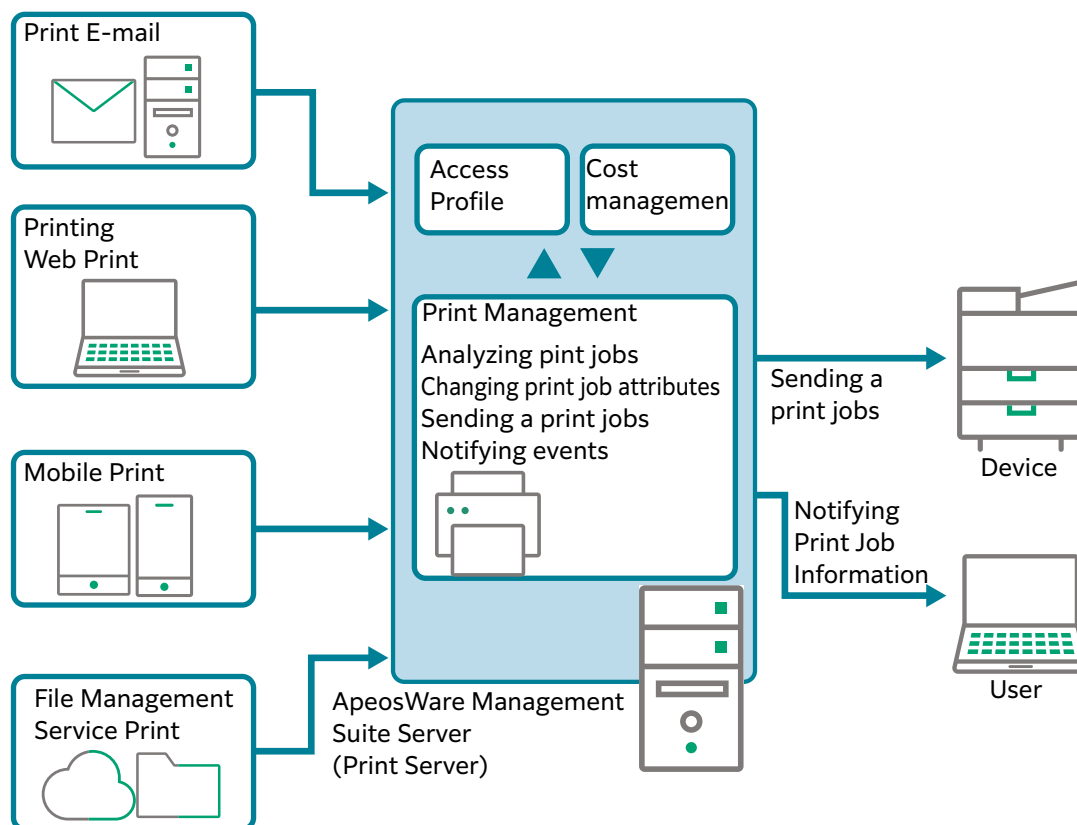 Print E-mail
Printing
Web Print
Mobile Print
File Management
Service Print
Access
Profile
Cost
managemen
Print Management
Analyzing pint jobs
Changing print job attributes
Sending a print jobs
Notifying events
ApeosWare Management
Suite Server
(Print Server)
Sending a
print jobs
Device
Notifying
Print Job
Information
User